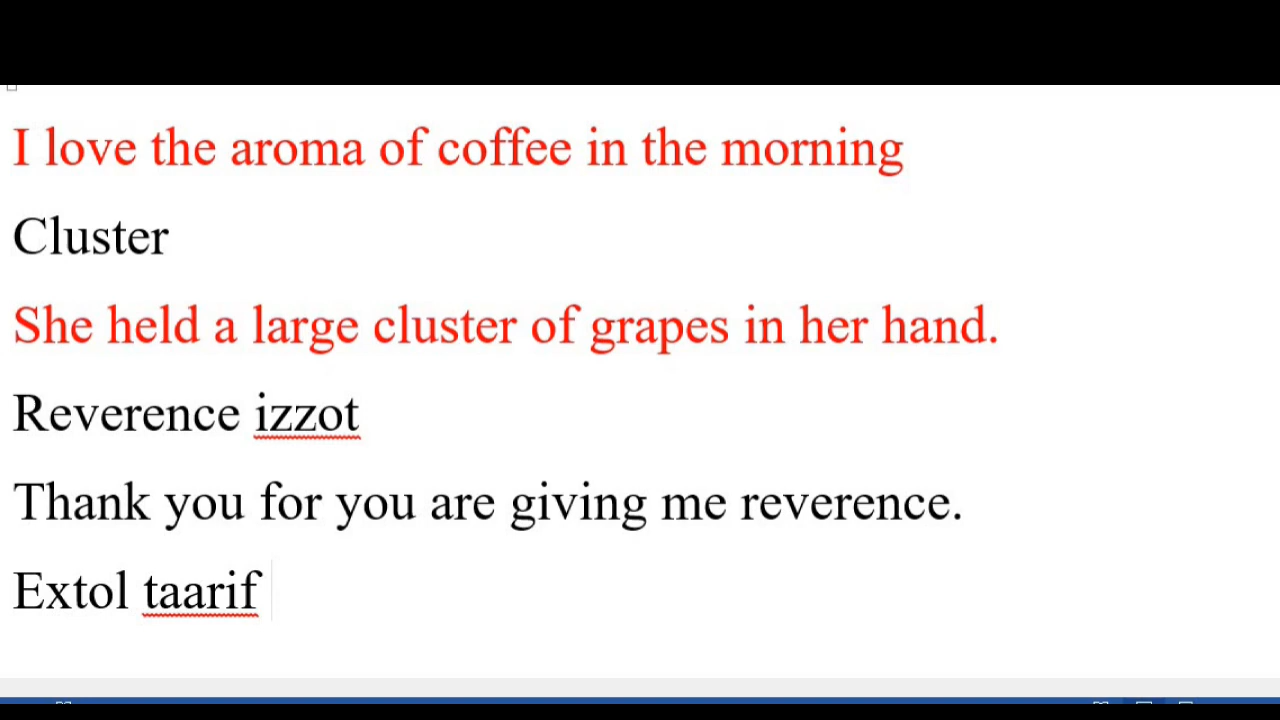 I love the aroma of coffee in the morning
Cluster
She held a large cluster of grapes in her hand.
Reverence izzot
Thank you for you are giving me reverence.
Extol taarif